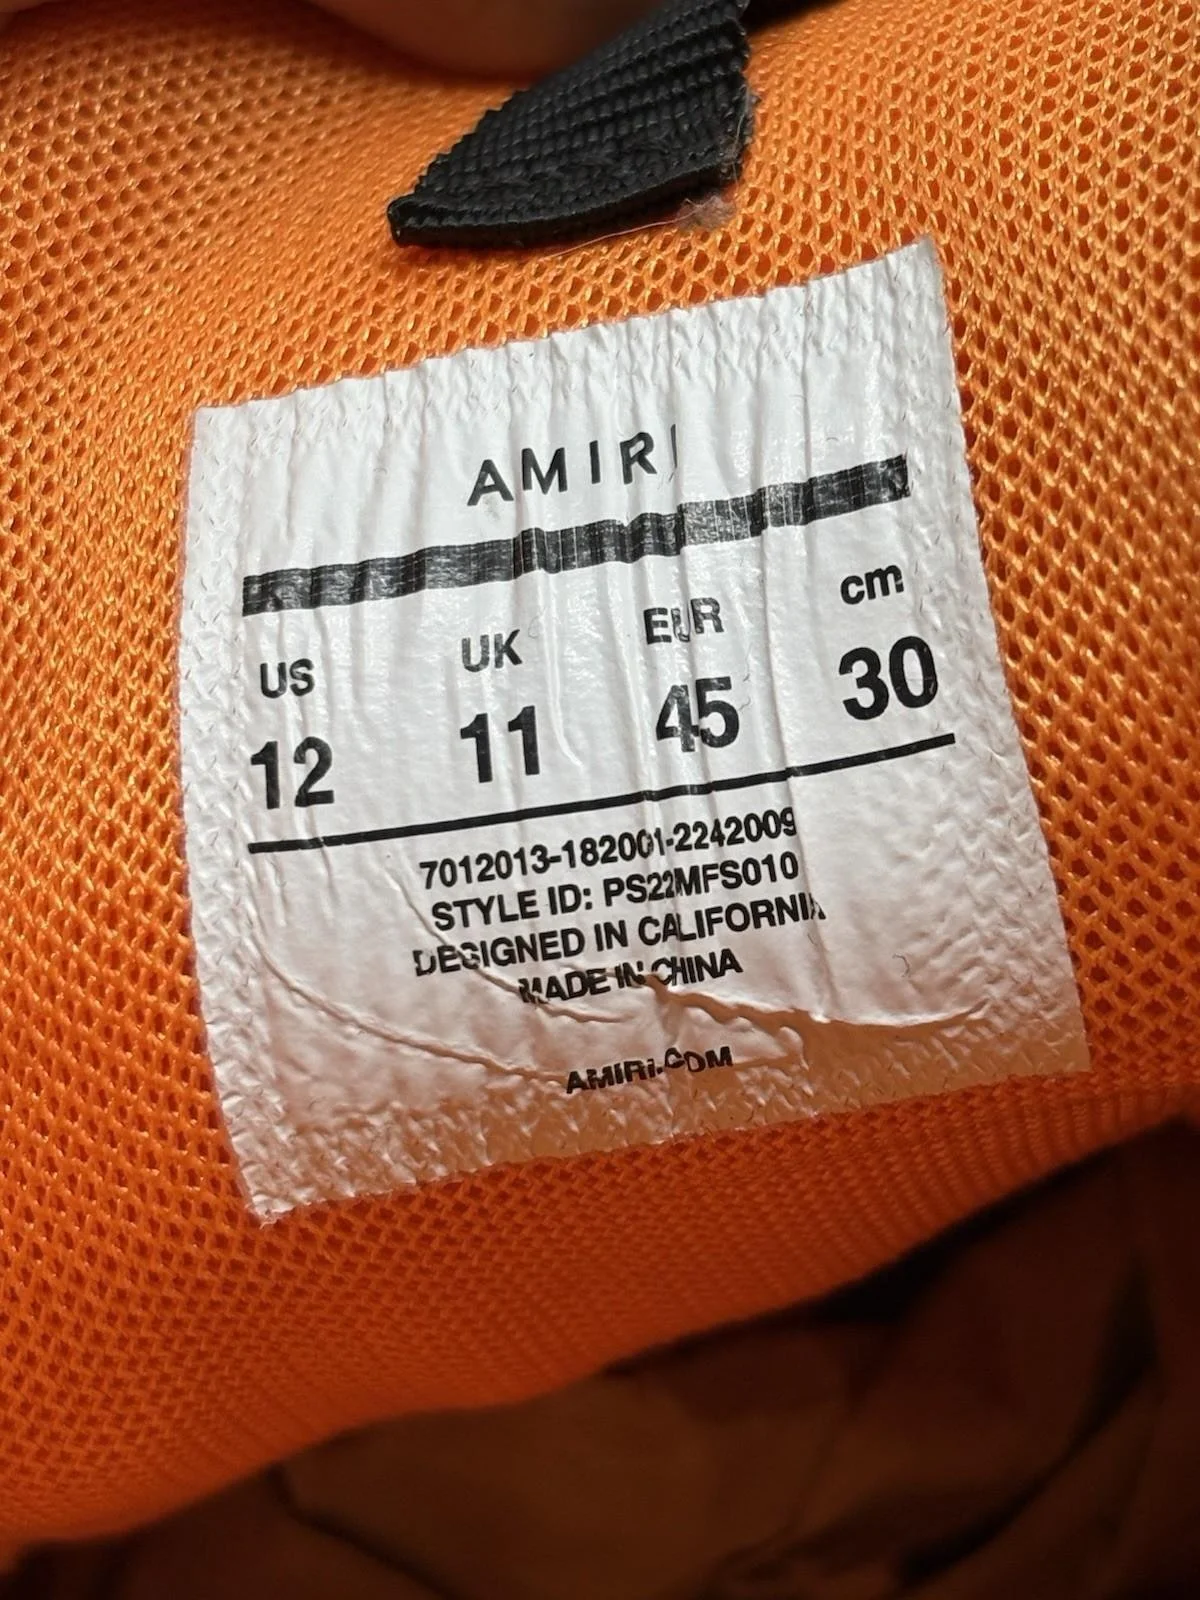 AMIRI
US UK EUR cm
12 11 45 30
7012013-182001-2242009
STYLE ID: PS22MFS010
DESIGNED IN CALIFORNIA
MADE IN CHINA
AMIRI.COM